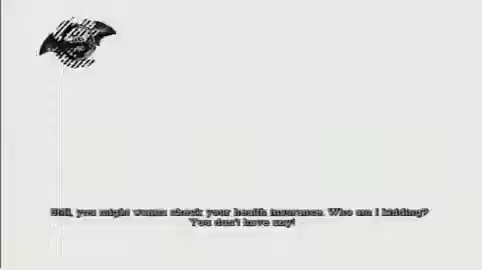 Still, you might wanna check your health insurance. Who am I kidding?
You don't have any!